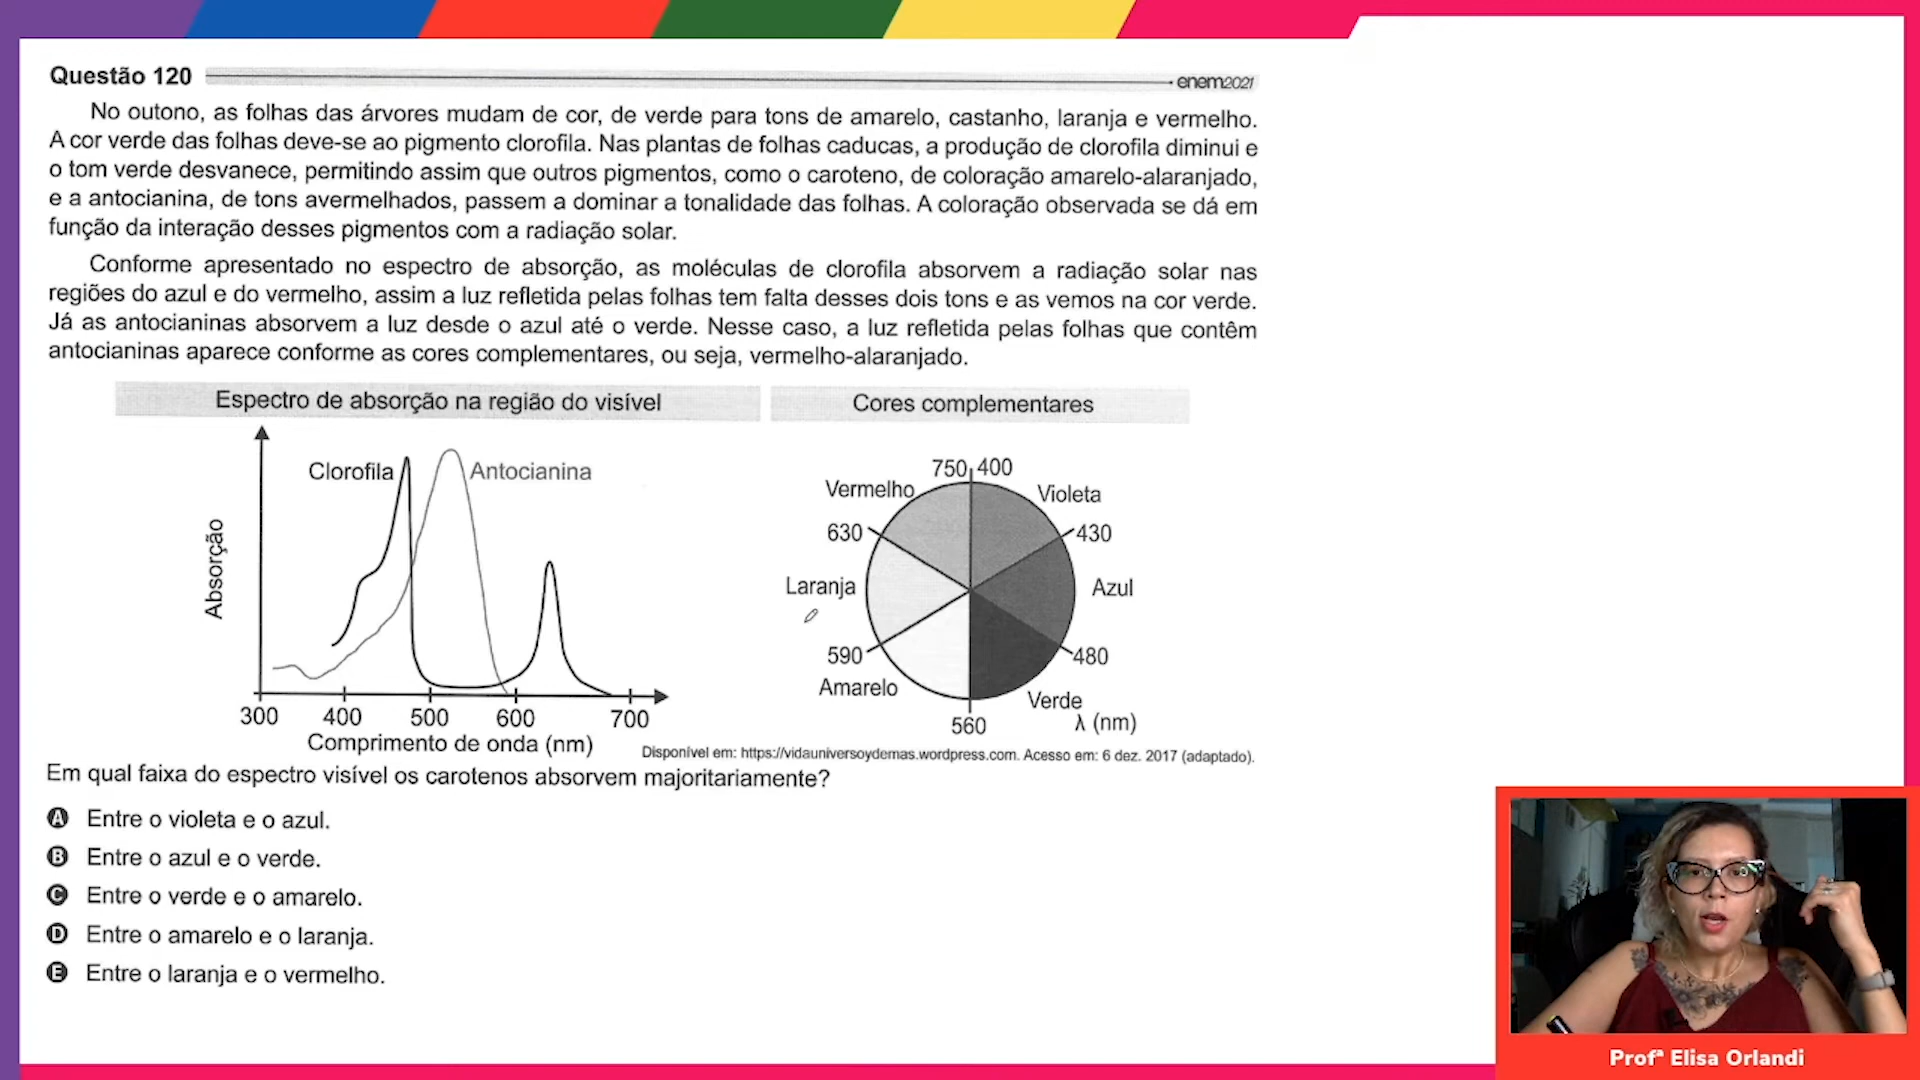 Questão 120
enem2021
No outono, as folhas das árvores mudam de cor, de verde para tons de amarelo, castanho, laranja e vermelho.
A cor verde das folhas deve-se ao pigmento clorofila. Nas plantas de folhas caducas, a produção de clorofila diminui e
o tom verde desvanece, permitindo assim que outros pigmentos, como o caroteno, de coloração amarelo-alaranjado,
e a antocianina, de tons avermelhados, passem a dominar a tonalidade das folhas. A coloração observada se dá em
função da interação desses pigmentos com a radiação solar.
Conforme apresentado no espectro de absorção, as moléculas de clorofila absorvem a radiação solar nas
regiões do azul e do vermelho, assim a luz refletida pelas folhas tem falta desses dois tons e as vemos na cor verde.
Já as antocianinas absorvem a luz desde o azul até o verde. Nesse caso, a luz refletida pelas folhas que contêm
antocianinas aparece conforme as cores complementares, ou seja, vermelho-alaranjado.
Espectro de absorção na região do visível
Clorofila
Antocianina
Absorção
300 400 500 600 700
Comprimento de onda (nm)
Cores complementares
750 400
Vermelho
Violeta
630
430
Laranja
Azul
590
480
Amarelo
Verde
560
λ (nm)
Disponível em: https://vidauniversoydemas.wordpress.com. Acesso em: 6 dez. 2017 (adaptado).
Em qual faixa do espectro visível os carotenos absorvem majoritariamente?
A Entre o violeta e o azul.
B Entre o azul e o verde.
C Entre o verde e o amarelo.
D Entre o amarelo e o laranja.
E Entre o laranja e o vermelho.
Profª Elisa Orlandi